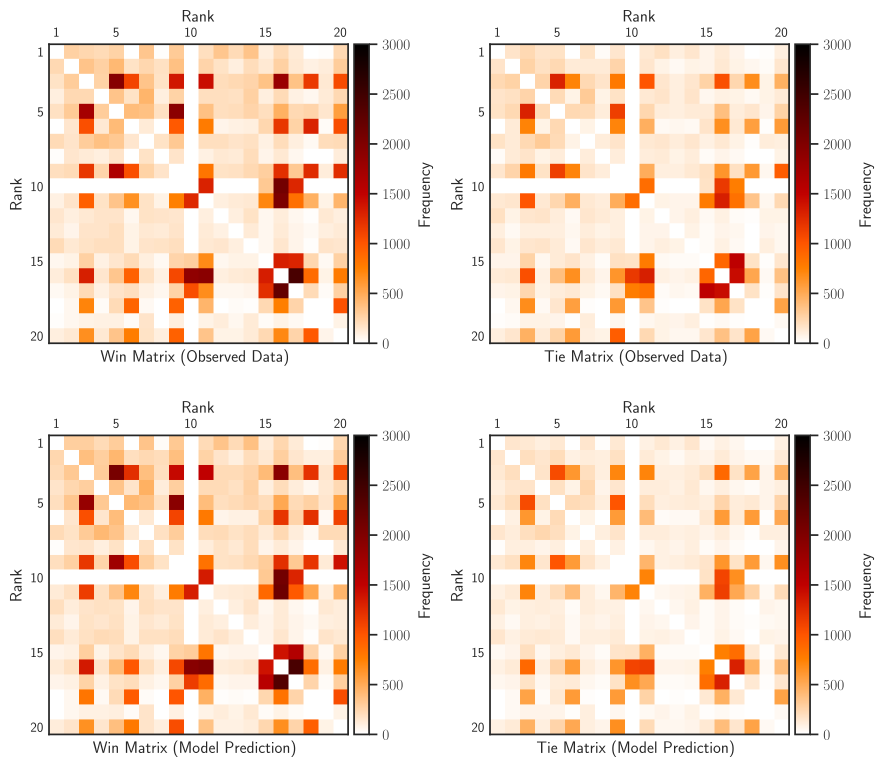 Rank
Rank
1 5 10 15 20
1 5 10 15 20
1
5
10
15
20
Rank
3000
2500
2000
1500
1000
500
0
Frequency
1
5
10
15
20
Rank
3000
2500
2000
1500
1000
500
0
Frequency
Win Matrix (Observed Data)
Tie Matrix (Observed Data)
Rank
Rank
1 5 10 15 20
1 5 10 15 20
1
5
10
15
20
Rank
3000
2500
2000
1500
1000
500
0
Frequency
1
5
10
15
20
Rank
3000
2500
2000
1500
1000
500
0
Frequency
Win Matrix (Model Prediction)
Tie Matrix (Model Prediction)